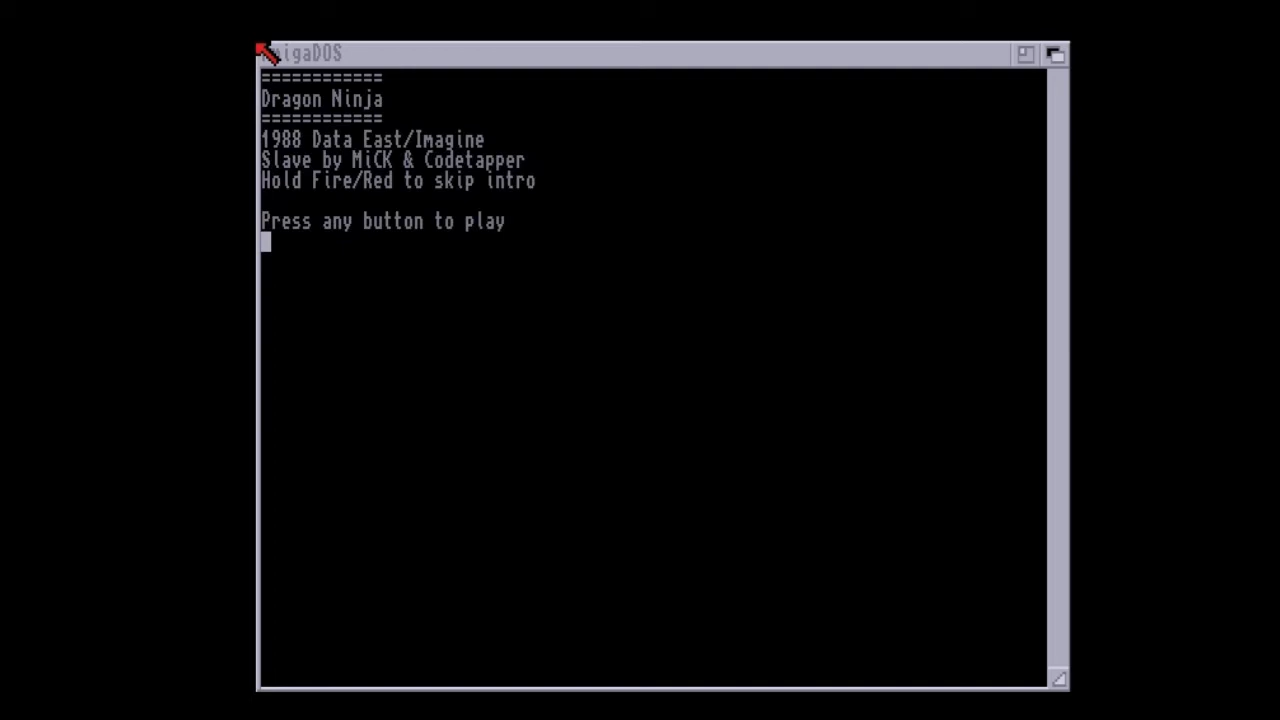 AmigaDOS
============
Dragon Ninja
============
1988 Data East/Imagine
Slave by MiCK & Codetapper
Hold Fire/Red to skip intro
Press any button to play